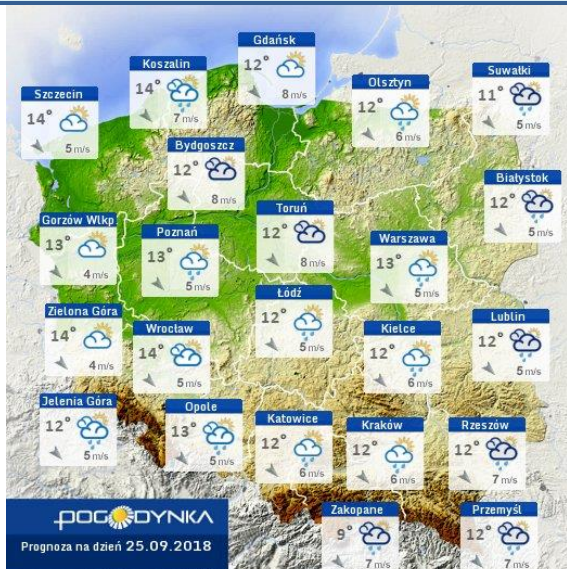 Gdańsk
12°
8 m/s
Koszalin
14°
7 m/s
Suwałki
11°
5 m/s
Olsztyn
12°
6 m/s
Szczecin
14°
5 m/s
Bydgoszcz
12°
8 m/s
Białystok
12°
5 m/s
Toruń
12°
8 m/s
Gorzów Wlkp
13°
4 m/s
Poznań
13°
5 m/s
Warszawa
13°
5 m/s
Łódź
12°
5 m/s
Zielona Góra
14°
4 m/s
Wrocław
14°
5 m/s
Kielce
12°
6 m/s
Lublin
12°
5 m/s
Jelenia Góra
12°
5 m/s
Opole
13°
5 m/s
Katowice
12°
6 m/s
Kraków
12°
6 m/s
Rzeszów
12°
7 m/s
Zakopane
9°
7 m/s
Przemyśl
12°
7 m/s
POGODYNKA
Prognoza na dzień 25.09.2018